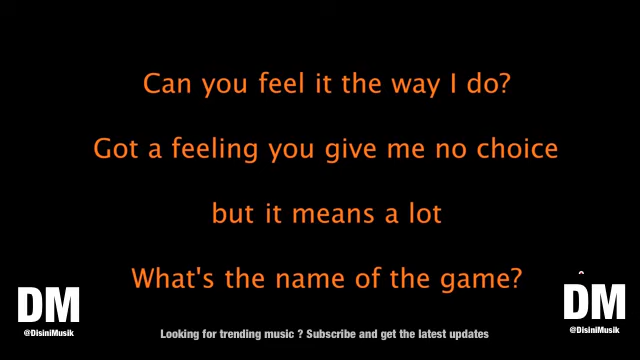 Can you feel it the way I do?
Got a feeling you give me no choice
but it means a lot
What's the name of the game?
DM
@DisiniMusik
DM
@DisiniMusik
Looking for trending music ? Subscribe and get the latest updates